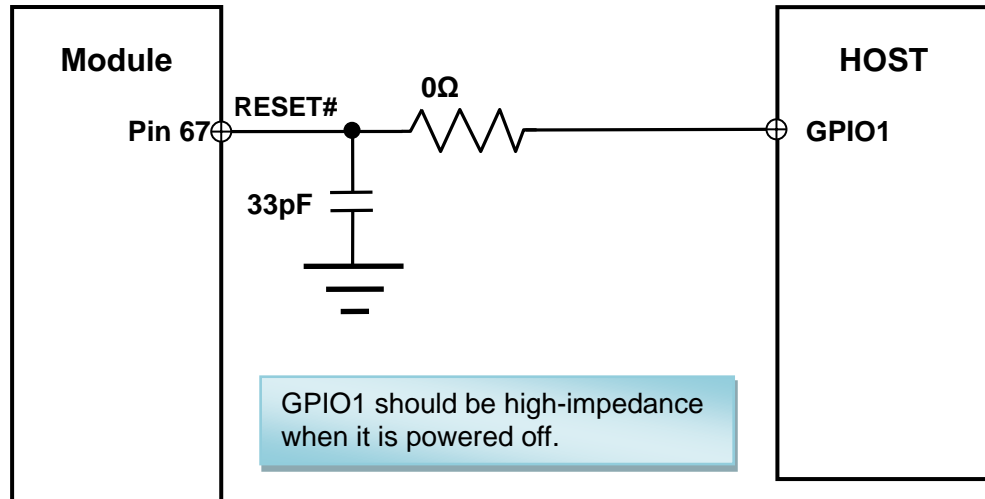 Module
HOST
0Ω
RESET#
Pin 67
GPIO1
33pF
GPIO1 should be high-impedance
when it is powered off.